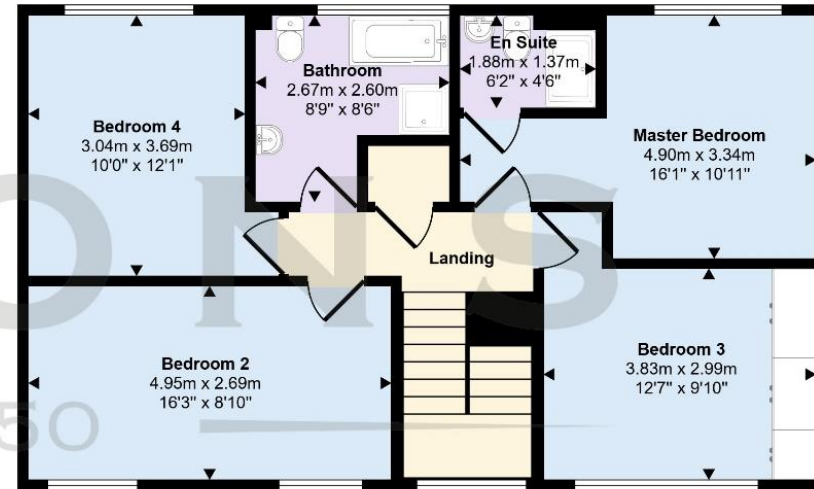 Bathroom
2.67m x 2.60m
8'9" x 8'6"
En Suite
1.88m x 1.37m
6'2" x 4'6"
Bedroom 4
3.04m x 3.69m
10'0" x 12'1"
Master Bedroom
4.90m x 3.34m
16'1" x 10'11"
Landing
Bedroom 2
4.95m x 2.69m
16'3" x 8'10"
Bedroom 3
3.83m x 2.99m
12'7" x 9'10"
ONS
50